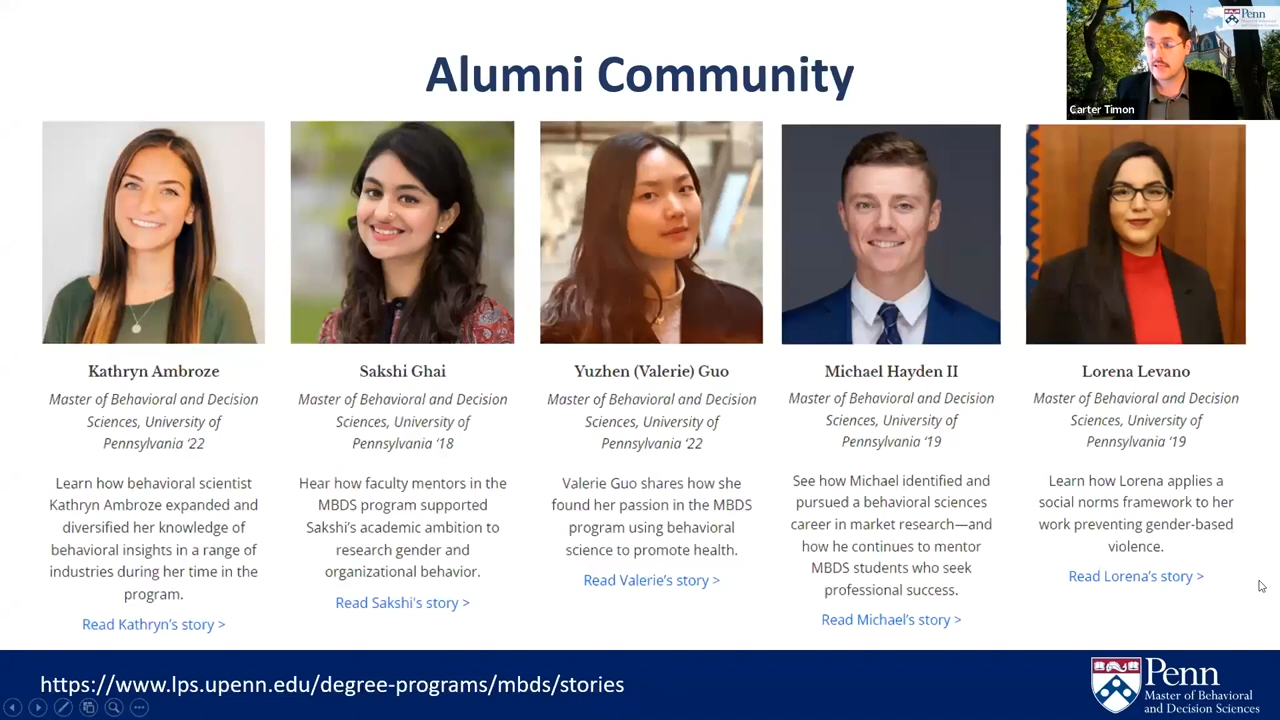 Alumni Community
Penn
Carter Timon
Kathryn Ambroze
Master of Behavioral and Decision
Sciences, University of
Pennsylvania ‘22
Learn how behavioral scientist
Kathryn Ambroze expanded and
diversified her knowledge of
behavioral insights in a range of
industries during her time in the
program.
Read Kathryn’s story >
Sakshi Ghai
Master of Behavioral and Decision
Sciences, University of
Pennsylvania ‘18
Hear how faculty mentors in the
MBDS program supported
Sakshi’s academic ambition to
research gender and
organizational behavior.
Read Sakshi's story >
Yuzhen (Valerie) Guo
Master of Behavioral and Decision
Sciences, University of
Pennsylvania ‘22
Valerie Guo shares how she
found her passion in the MBDS
program using behavioral
science to promote health.
Read Valerie’s story >
Michael Hayden II
Master of Behavioral and Decision
Sciences, University of
Pennsylvania ‘19
See how Michael identified and
pursued a behavioral sciences
career in market research—and
how he continues to mentor
MBDS students who seek
professional success.
Read Michael’s story >
Lorena Levano
Master of Behavioral and Decision
Sciences, University of
Pennsylvania ‘19
Learn how Lorena applies a
social norms framework to her
work preventing gender-based
violence.
Read Lorena’s story >
https://www.lps.upenn.edu/degree-programs/mbds/stories
Penn
Master of Behavioral
and Decision Sciences